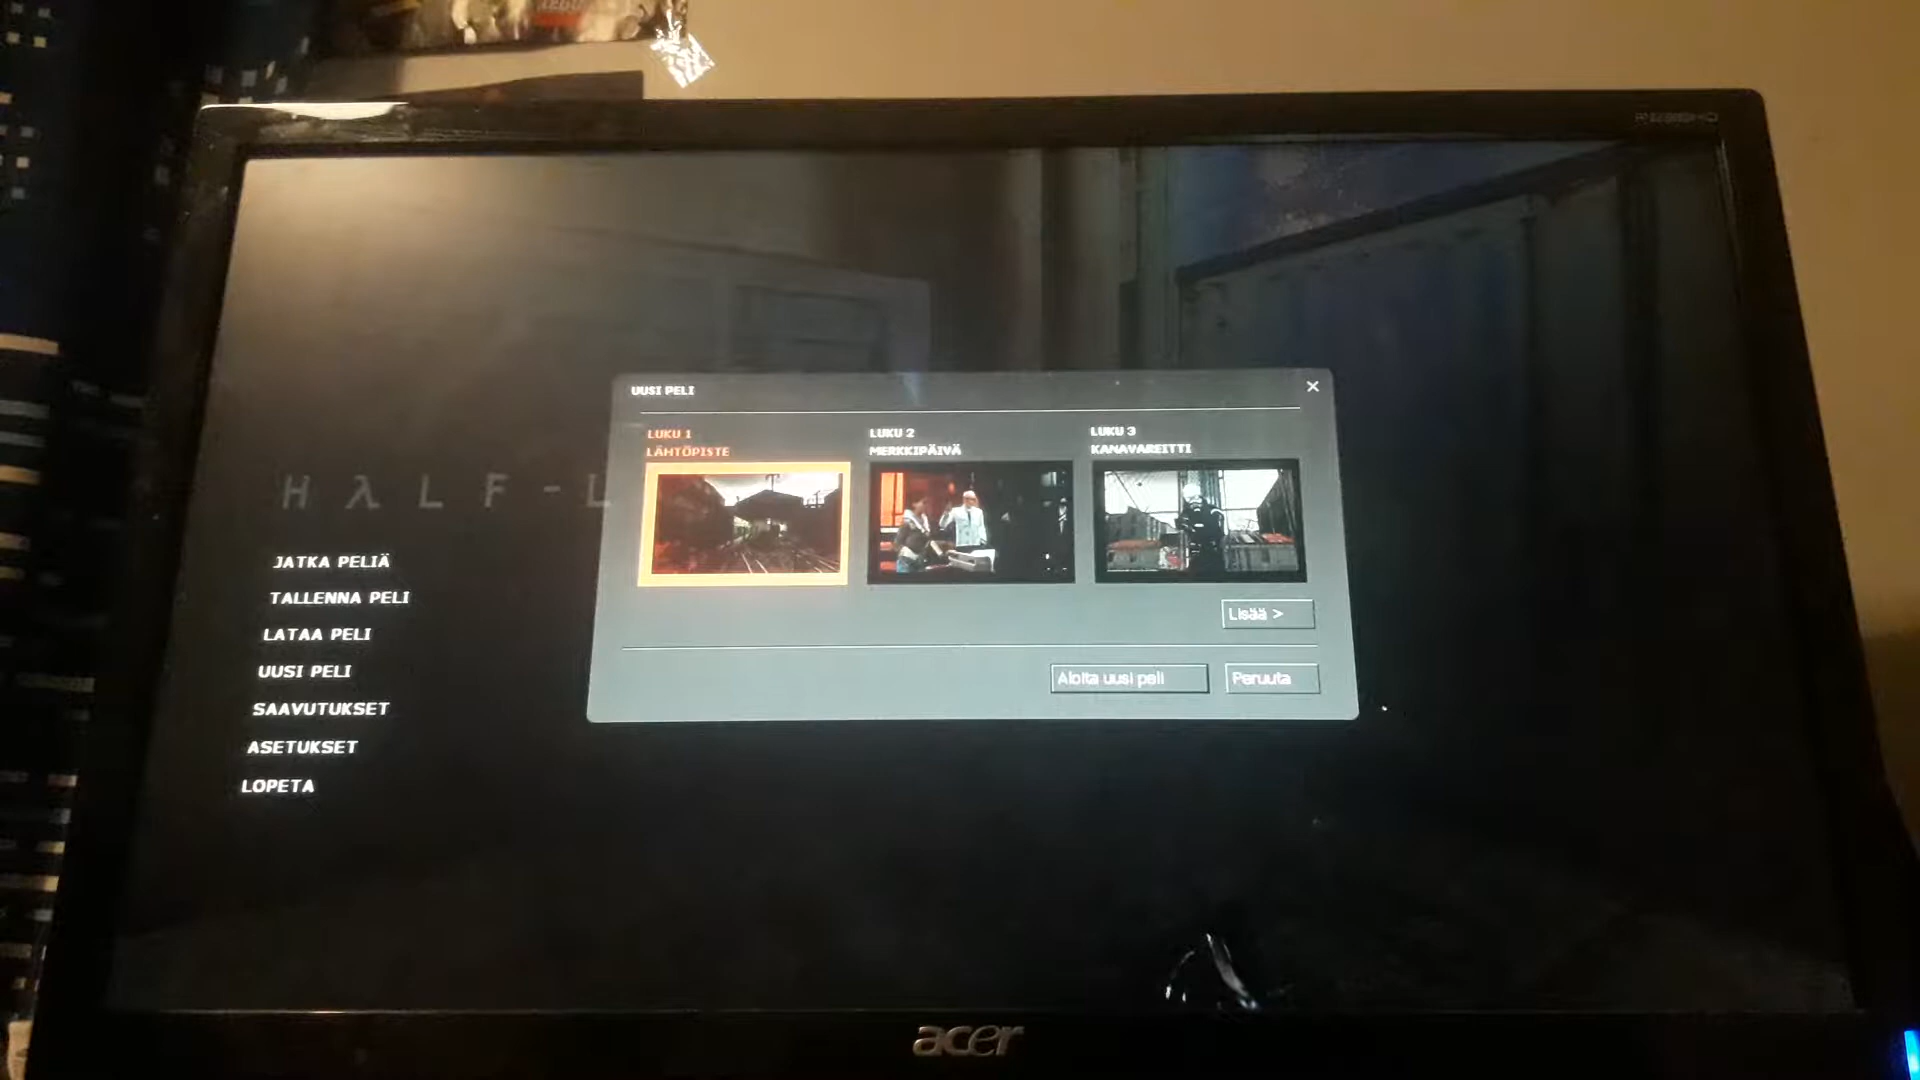 UUSI PELI
LUKU 1
LÄHTÖPISTE
LUKU 2
MERKKIPÄIVÄ
LUKU 3
KANAVAREITTI
HλLF-L
JATKA PELIÄ
TALLENNA PELI
LATAA PELI
UUSI PELI
SAAVUTUKSET
ASETUKSET
LOPETA
Lisää >
Aloita uusi peli
Peruuta
acer